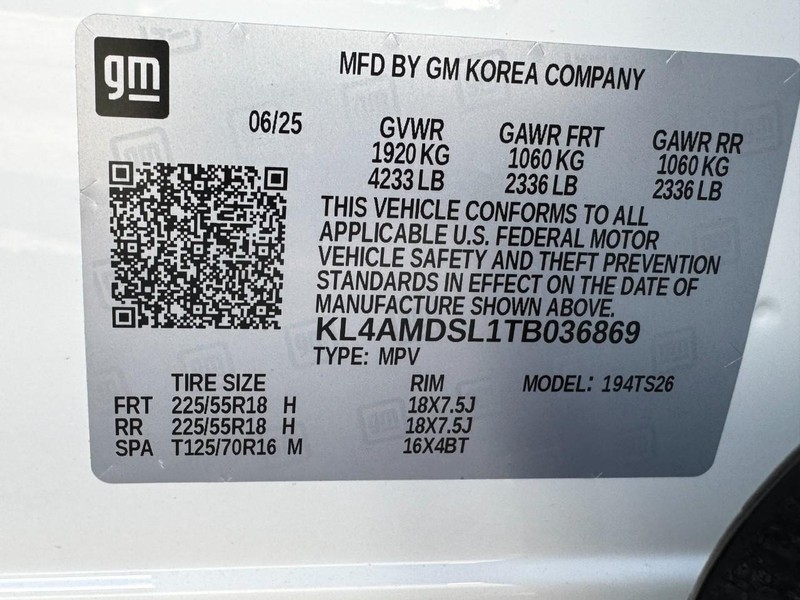 gm
MFD BY GM KOREA COMPANY
06/25
GVWR GAWR FRT GAWR RR
1920 KG 1060 KG 1060 KG
4233 LB 2336 LB 2336 LB
THIS VEHICLE CONFORMS TO ALL
APPLICABLE U.S. FEDERAL MOTOR
VEHICLE SAFETY AND THEFT PREVENTION
STANDARDS IN EFFECT ON THE DATE OF
MANUFACTURE SHOWN ABOVE.
KL4AMDSL1TB036869
TYPE: MPV
TIRE SIZE RIM MODEL: 194TS26
FRT 225/55R18 H 18X7.5J
RR 225/55R18 H 18X7.5J
SPA T125/70R16 M 16X4BT